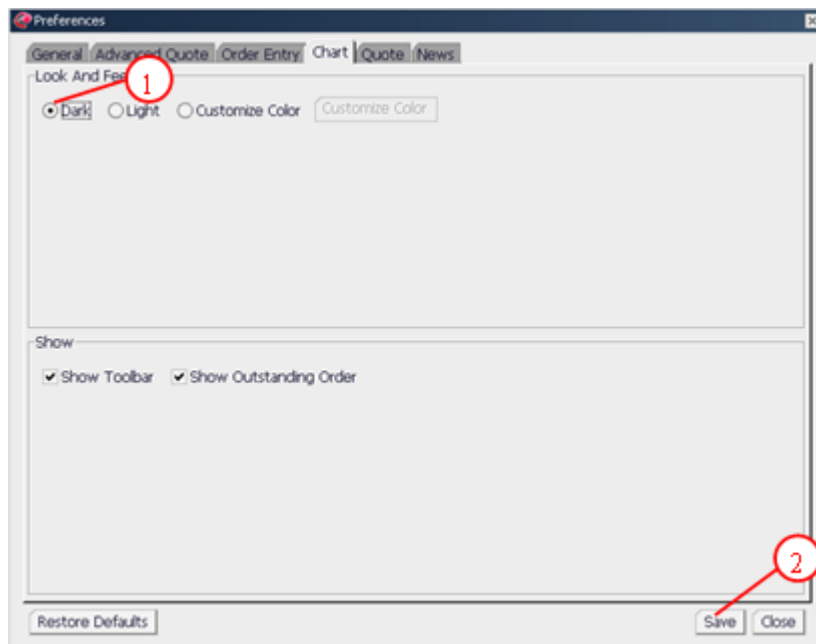 Preferences
General Advanced Quote Order Entry Chart Quote News
Look And Fee
1
Dark Light Customize Color Customize Color
Show
Show Toolbar Show Outstanding Order
2
Restore Defaults Save Close